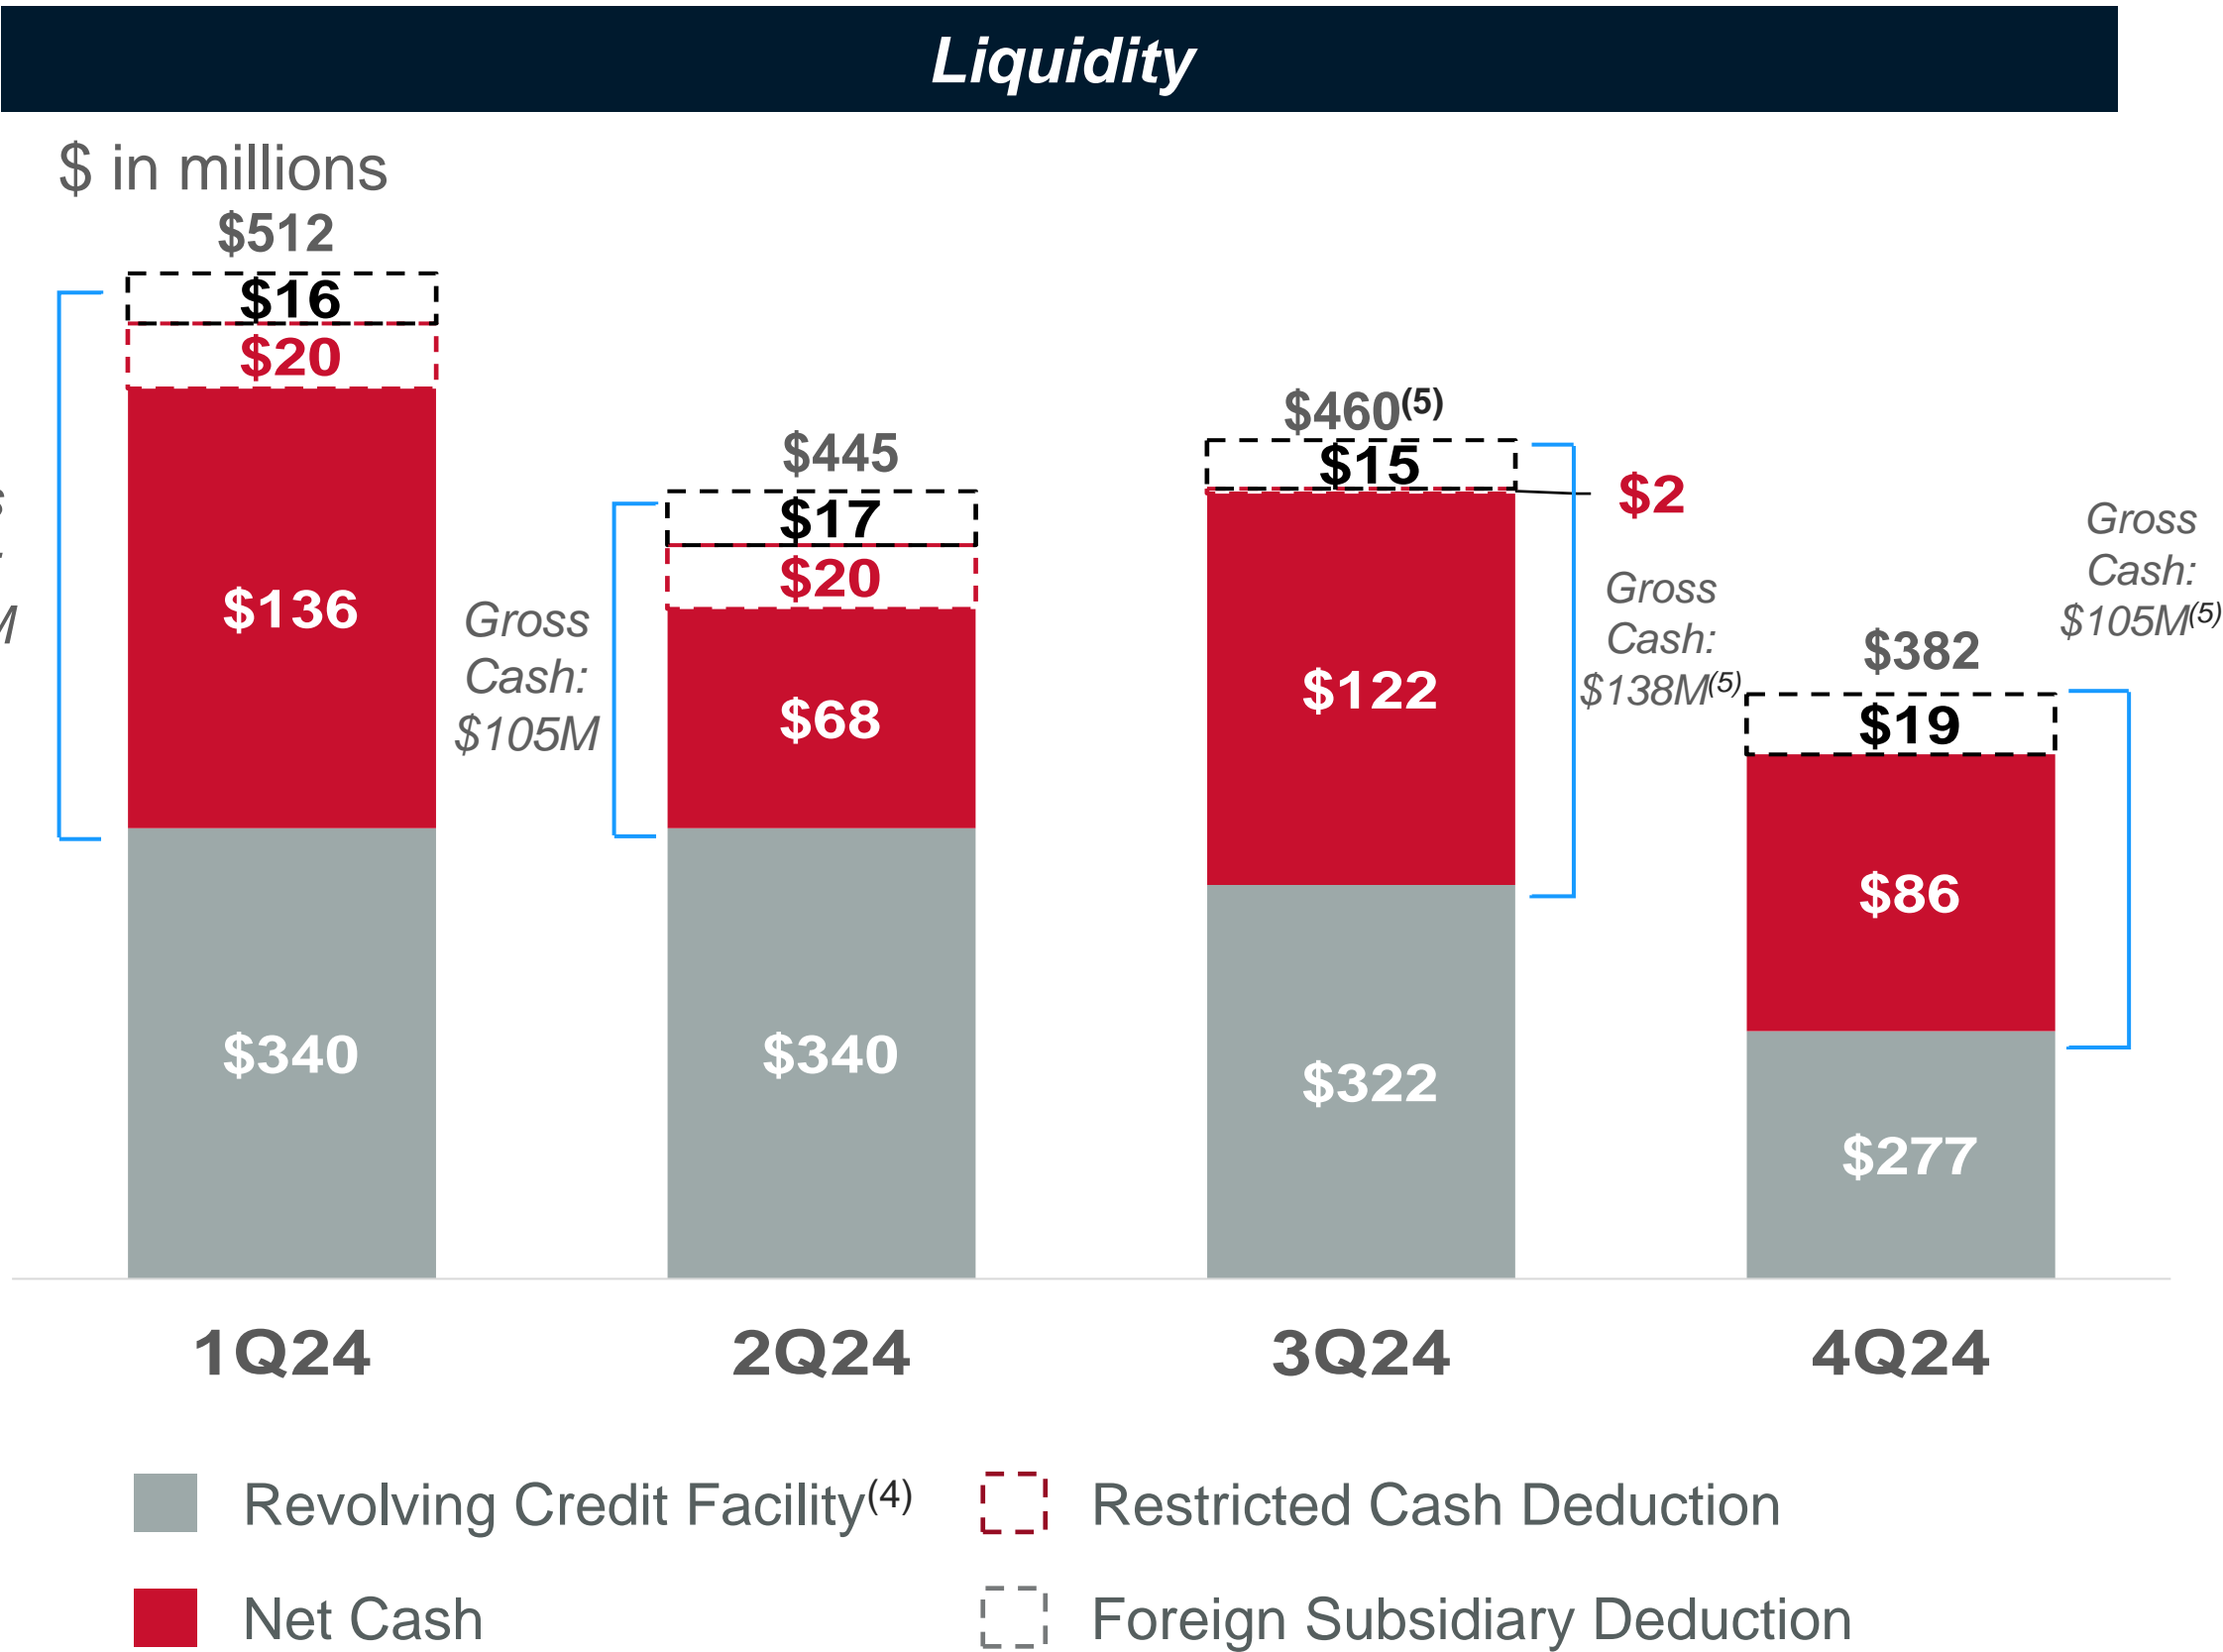 Liquidity
$ in millions
$512
$16
$20
$136
$340
Gross
Cash:
$105M
$445
$17
$20
$68
$340
$460(5)
$15
$2
$122
$322
Gross
Cash:
$138M(5)
$382
$19
$86
$277
Gross
Cash:
$105M(5)
1Q24
2Q24
3Q24
4Q24
Revolving Credit Facility(4)
Restricted Cash Deduction
Net Cash
Foreign Subsidiary Deduction